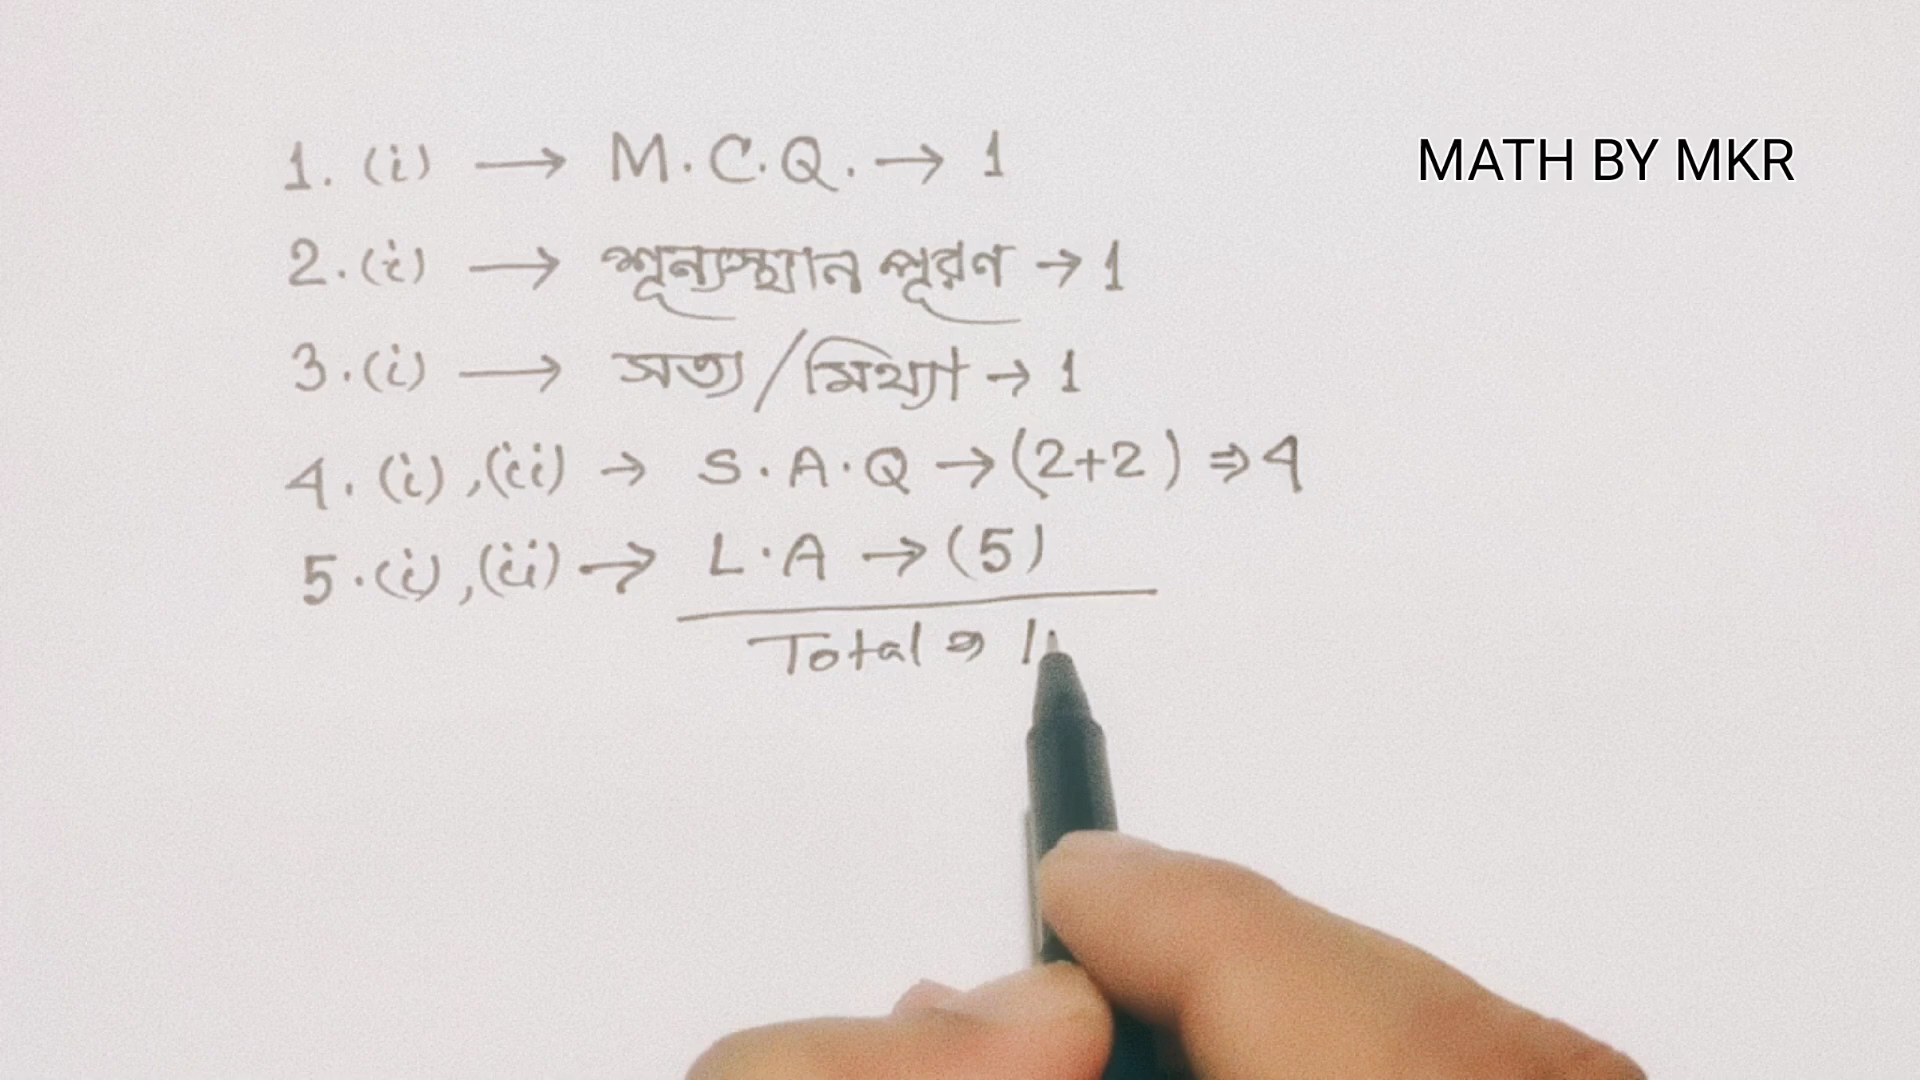 1. (i) → M.C.Q. → 1
MATH BY MKR
2. (i) → শূন্যস্থান পূরণ → 1
3. (i) → সত্য/মিথ্যা → 1
4. (i), (ii) → S.A.Q → (2+2) ⇒ 4
5. (i), (ii) → L.A → (5)
Total ⇒ 1